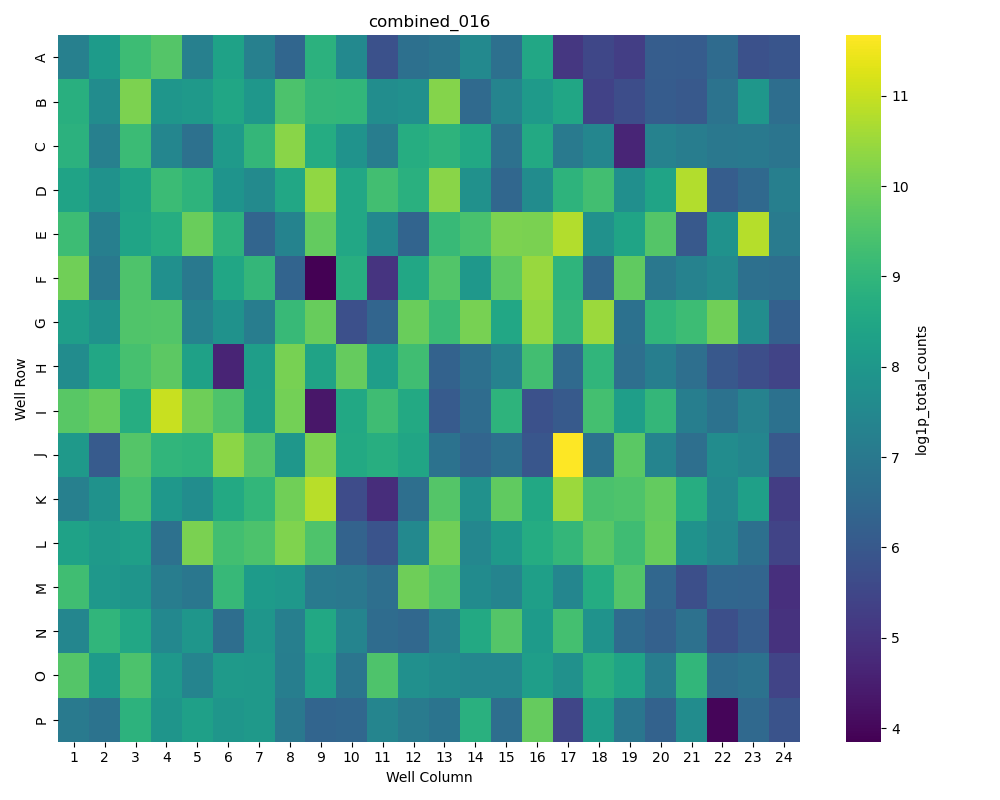 combined_016
A
B
C
D
E
F
G
H
I
J
K
L
M
N
O
P
Well Row
1 2 3 4 5 6 7 8 9 10 11 12 13 14 15 16 17 18 19 20 21 22 23 24
Well Column
11
10
9
8
7
6
5
4
log1p_total_counts